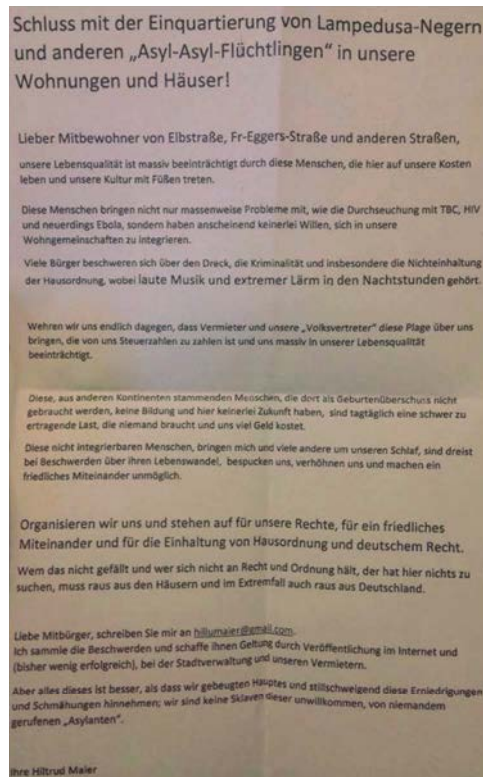 Schluss mit der Einquartierung von Lampedusa-Negern
und anderen „Asyl-Asyl-Flüchtlingen“ in unsere
Wohnungen und Häuser!
Lieber Mitbewohner von Elbstraße, Fr-Eggers-Straße und anderen Straßen,
unsere Lebensqualität ist massiv beeinträchtigt durch diese Menschen, die hier auf unsere Kosten
leben und unsere Kultur mit Füßen treten.
Diese Menschen bringen nicht nur massenweise Probleme mit, wie die Durchseuchung mit TBC, HIV
und neuerdings Ebola, sondern haben anscheinend keinerlei Willen, sich in unsere
Wohngemeinschaften zu integrieren.
Viele Bürger beschweren sich über den Dreck, die Kriminalität und insbesondere die Nichteinhaltung
der Hausordnung, wobei laute Musik und extremer Lärm in den Nachtstunden gehört.
Wehren wir uns endlich dagegen, dass Vermieter und unsere „Volksvertreter“ diese Plage über uns
bringen, die von uns Steuerzahlen zu zahlen ist und uns massiv in unserer Lebensqualität
beeinträchtigt.
Diese, aus anderen Kontinenten stammenden Menschen, die dort als Geburtenüberschuss nicht
gebraucht werden, keine Bildung und hier keinerlei Zukunft haben, sind tagtäglich eine schwer zu
ertragende Last, die niemand braucht und uns viel Geld kostet.
Diese nicht integrierbaren Menschen, bringen mich und viele andere um unseren Schlaf, sind dreist
bei Beschwerden über ihren Lebenswandel, bespucken uns, verhöhnen uns und machen ein
friedliches Miteinander unmöglich.
Organisieren wir uns und stehen auf für unsere Rechte, für ein friedliches
Miteinander und für die Einhaltung von Hausordnung und deutschem Recht.
Wem das nicht gefällt und wer sich nicht an Recht und Ordnung hält, der hat hier nichts zu
suchen, muss raus aus den Häusern und im Extremfall auch raus aus Deutschland.
Liebe Mitbürger, schreiben Sie mir an hiliumaier@gmail.com.
Ich sammle die Beschwerden und schaffe ihnen Geltung durch Veröffentlichung im Internet und
(bisher wenig erfolgreich), bei der Stadtverwaltung und unseren Vermietern.
Aber alles dieses ist besser, als dass wir gebeugten Hauptes und stillschweigend diese Erniedrigungen
und Schmähungen hinnehmen; wir sind keine Sklaven dieser unwillkommen, von niemandem
gerufenen „Asylanten“.
Ihre Hiltrud Maier